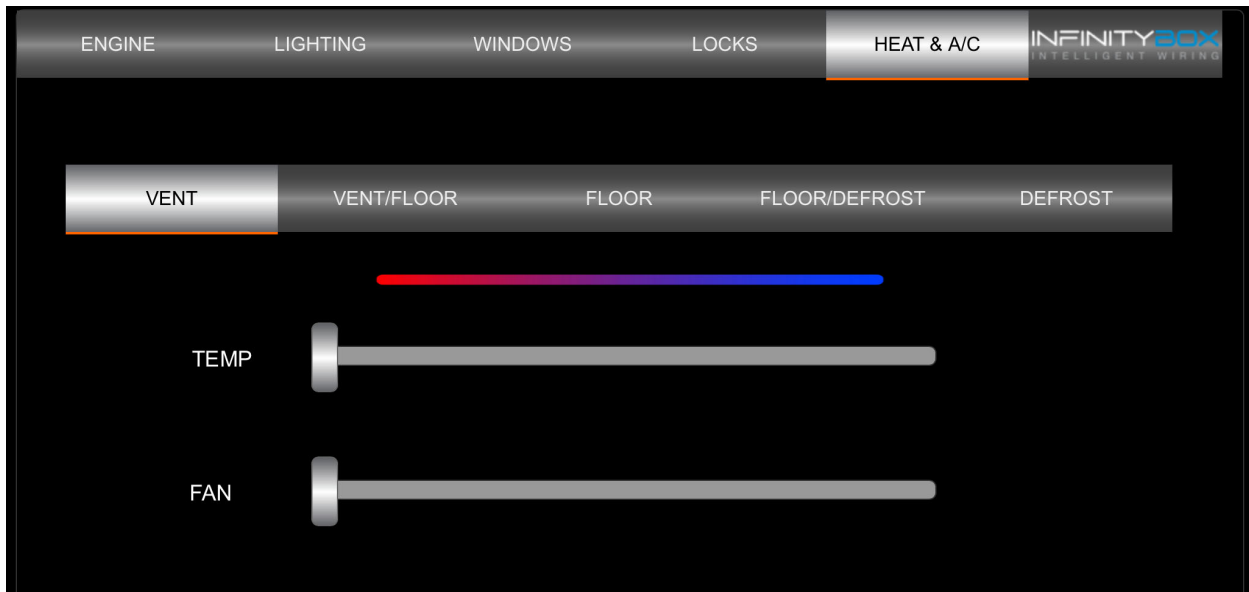 ENGINE LIGHTING WINDOWS LOCKS HEAT & A/C INFINITYBOX
INTELLIGENT WIRING
VENT VENT/FLOOR FLOOR FLOOR/DEFROST DEFROST
TEMP
FAN